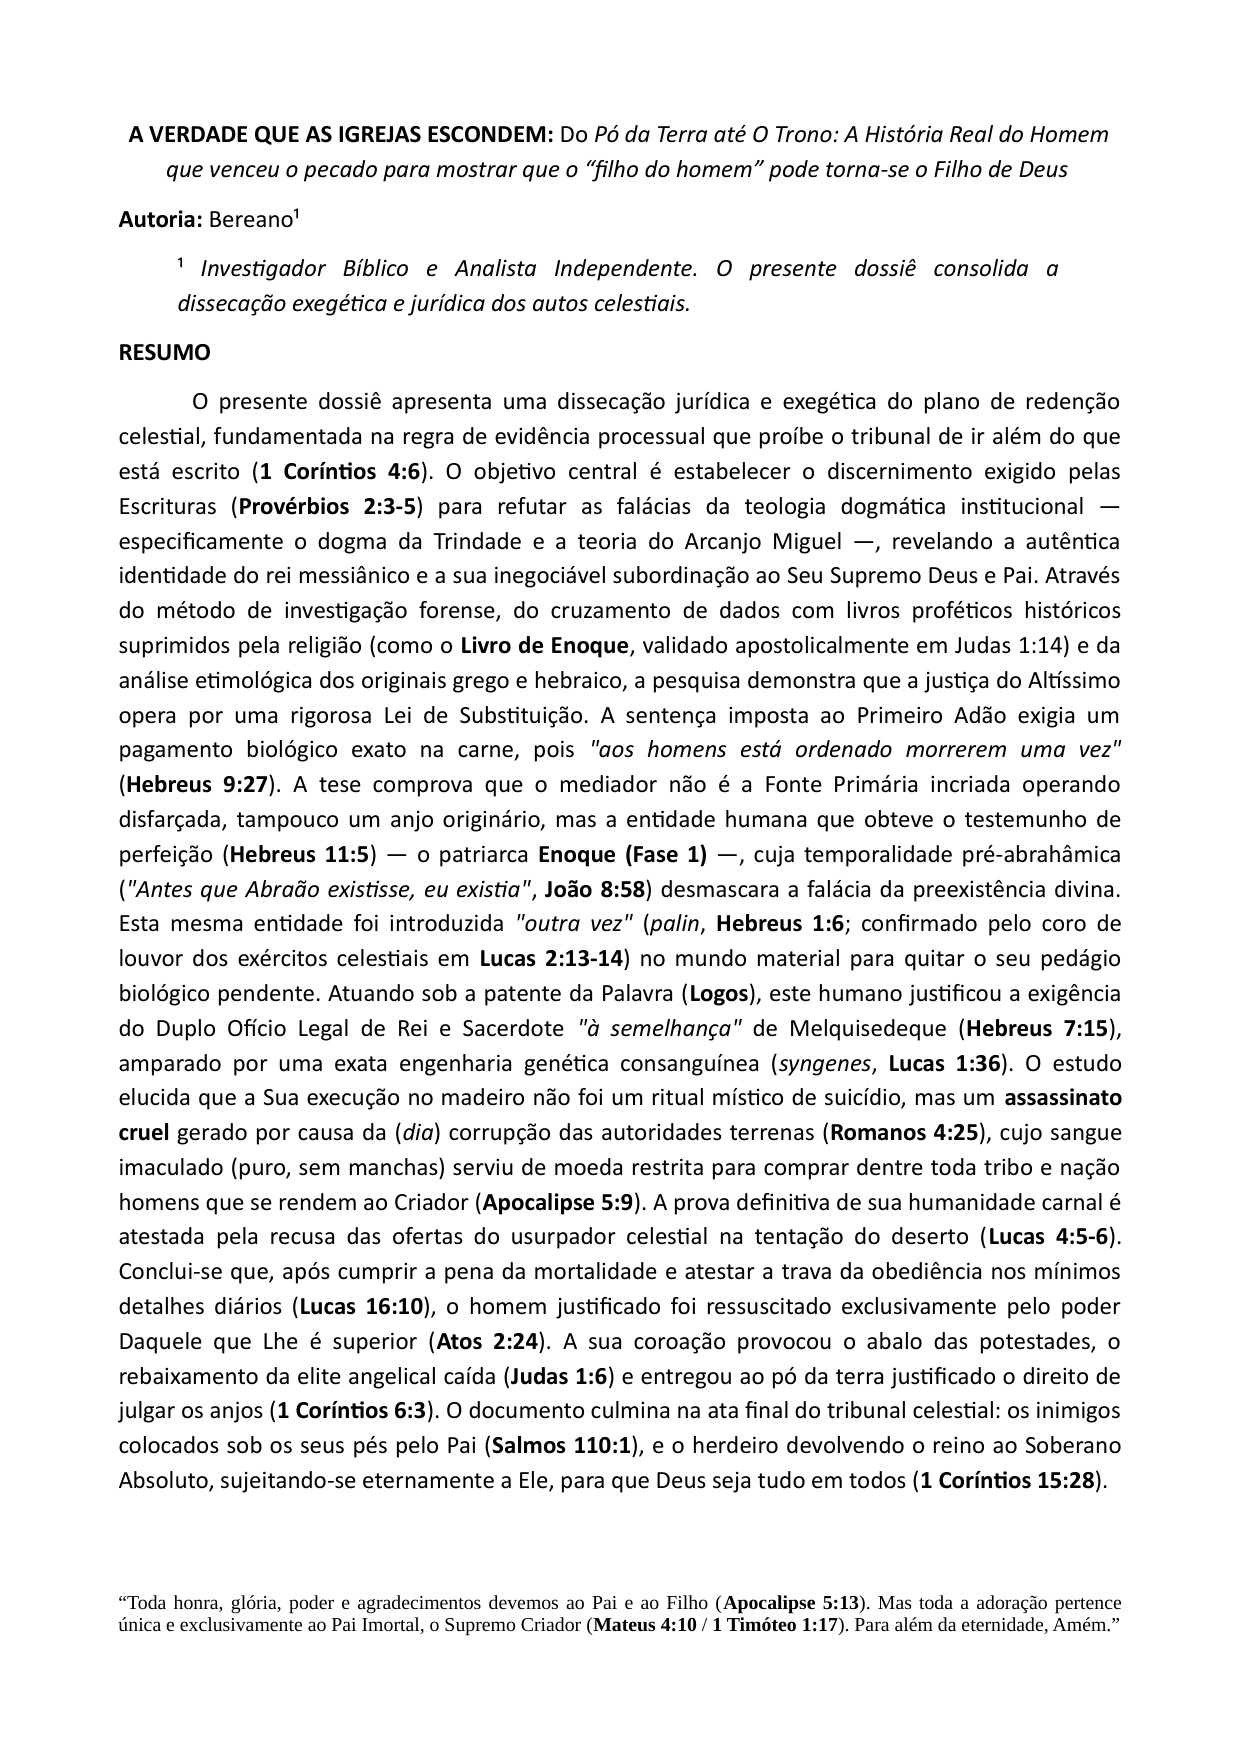 A VERDADE QUE AS IGREJAS ESCONDEM: Do Pó da Terra até O Trono: A História Real do Homem
que venceu o pecado para mostrar que o “filho do homem” pode torna-se o Filho de Deus
Autoria: Bereano¹
¹ Investigador Bíblico e Analista Independente. O presente dossiê consolida a
dissecação exegética e jurídica dos autos celestiais.
RESUMO
O presente dossiê apresenta uma dissecação jurídica e exegética do plano de redenção
celestial, fundamentada na regra de evidência processual que proíbe o tribunal de ir além do que
está escrito (1 Coríntios 4:6). O objetivo central é estabelecer o discernimento exigido pelas
Escrituras (Provérbios 2:3-5) para refutar as falácias da teologia dogmática institucional —
especificamente o dogma da Trindade e a teoria do Arcanjo Miguel —, revelando a autêntica
identidade do rei messiânico e a sua inegociável subordinação ao Seu Supremo Deus e Pai. Através
do método de investigação forense, do cruzamento de dados com livros proféticos históricos
suprimidos pela religião (como o Livro de Enoque, validado apostolicamente em Judas 1:14) e da
análise etimológica dos originais grego e hebraico, a pesquisa demonstra que a justiça do Altíssimo
opera por uma rigorosa Lei de Substituição. A sentença imposta ao Primeiro Adão exigia um
pagamento biológico exato na carne, pois "aos homens está ordenado morrerem uma vez"
(Hebreus 9:27). A tese comprova que o mediador não é a Fonte Primária incriada operando
disfarçada, tampouco um anjo originário, mas a entidade humana que obteve o testemunho de
perfeição (Hebreus 11:5) — o patriarca Enoque (Fase 1) —, cuja temporalidade pré-abrahâmica
("Antes que Abraão existisse, eu existia", João 8:58) desmascara a falácia da preexistência divina.
Esta mesma entidade foi introduzida "outra vez" (palin, Hebreus 1:6; confirmado pelo coro de
louvor dos exércitos celestiais em Lucas 2:13-14) no mundo material para quitar o seu pedágio
biológico pendente. Atuando sob a patente da Palavra (Logos), este humano justificou a exigência
do Duplo Ofício Legal de Rei e Sacerdote "à semelhança" de Melquisedeque (Hebreus 7:15),
amparado por uma exata engenharia genética consanguínea (syngenes, Lucas 1:36). O estudo
elucida que a Sua execução no madeiro não foi um ritual místico de suicídio, mas um assassinato
cruel gerado por causa da (dia) corrupção das autoridades terrenas (Romanos 4:25), cujo sangue
imaculado (puro, sem manchas) serviu de moeda restrita para comprar dentre toda tribo e nação
homens que se rendem ao Criador (Apocalipse 5:9). A prova definitiva de sua humanidade carnal é
atestada pela recusa das ofertas do usurpador celestial na tentação do deserto (Lucas 4:5-6).
Conclui-se que, após cumprir a pena da mortalidade e atestar a trava da obediência nos mínimos
detalhes diários (Lucas 16:10), o homem justificado foi ressuscitado exclusivamente pelo poder
Daquele que Lhe é superior (Atos 2:24). A sua coroação provocou o abalo das potestades, o
rebaixamento da elite angelical caída (Judas 1:6) e entregou ao pó da terra justificado o direito de
julgar os anjos (1 Coríntios 6:3). O documento culmina na ata final do tribunal celestial: os inimigos
colocados sob os seus pés pelo Pai (Salmos 110:1), e o herdeiro devolvendo o reino ao Soberano
Absoluto, sujeitando-se eternamente a Ele, para que Deus seja tudo em todos (1 Coríntios 15:28).
“Toda honra, glória, poder e agradecimentos devemos ao Pai e ao Filho (Apocalipse 5:13). Mas toda a adoração pertence
única e exclusivamente ao Pai Imortal, o Supremo Criador (Mateus 4:10 / 1 Timóteo 1:17). Para além da eternidade, Amém.”